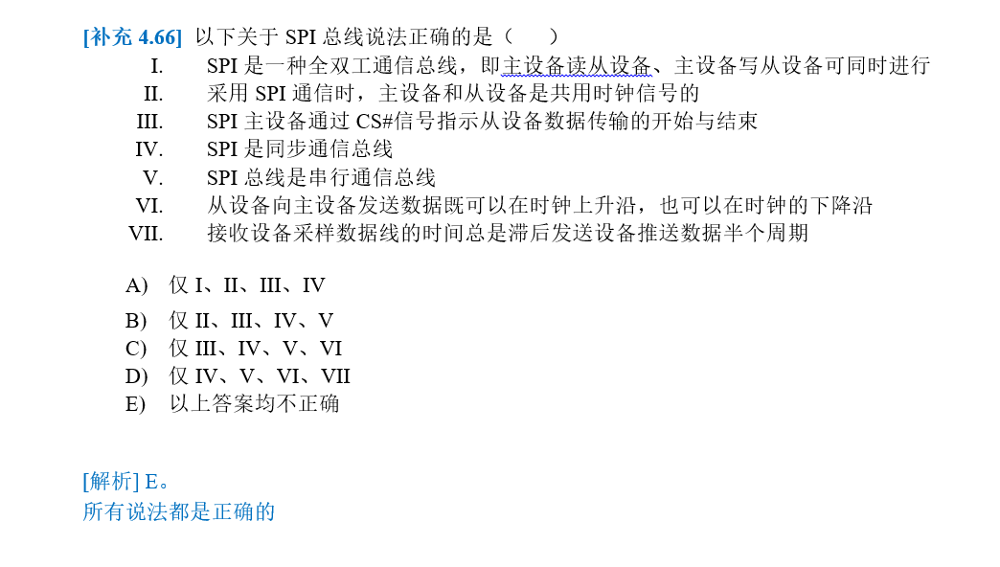 [补充 4.66] 以下关于 SPI 总线说法正确的是（ ）
I. SPI 是一种全双工通信总线，即主设备读从设备、主设备写从设备可同时进行
II. 采用 SPI 通信时，主设备和从设备是共用时钟信号的
III. SPI 主设备通过 CS#信号指示从设备数据传输的开始与结束
IV. SPI 是同步通信总线
V. SPI 总线是串行通信总线
VI. 从设备向主设备发送数据既可以在时钟上升沿，也可以在时钟的下降沿
VII. 接收设备采样数据线的时间总是滞后发送设备推送数据半个周期
A) 仅 I、II、III、IV
B) 仅 II、III、IV、V
C) 仅 III、IV、V、VI
D) 仅 IV、V、VI、VII
E) 以上答案均不正确
[解析] E。
所有说法都是正确的